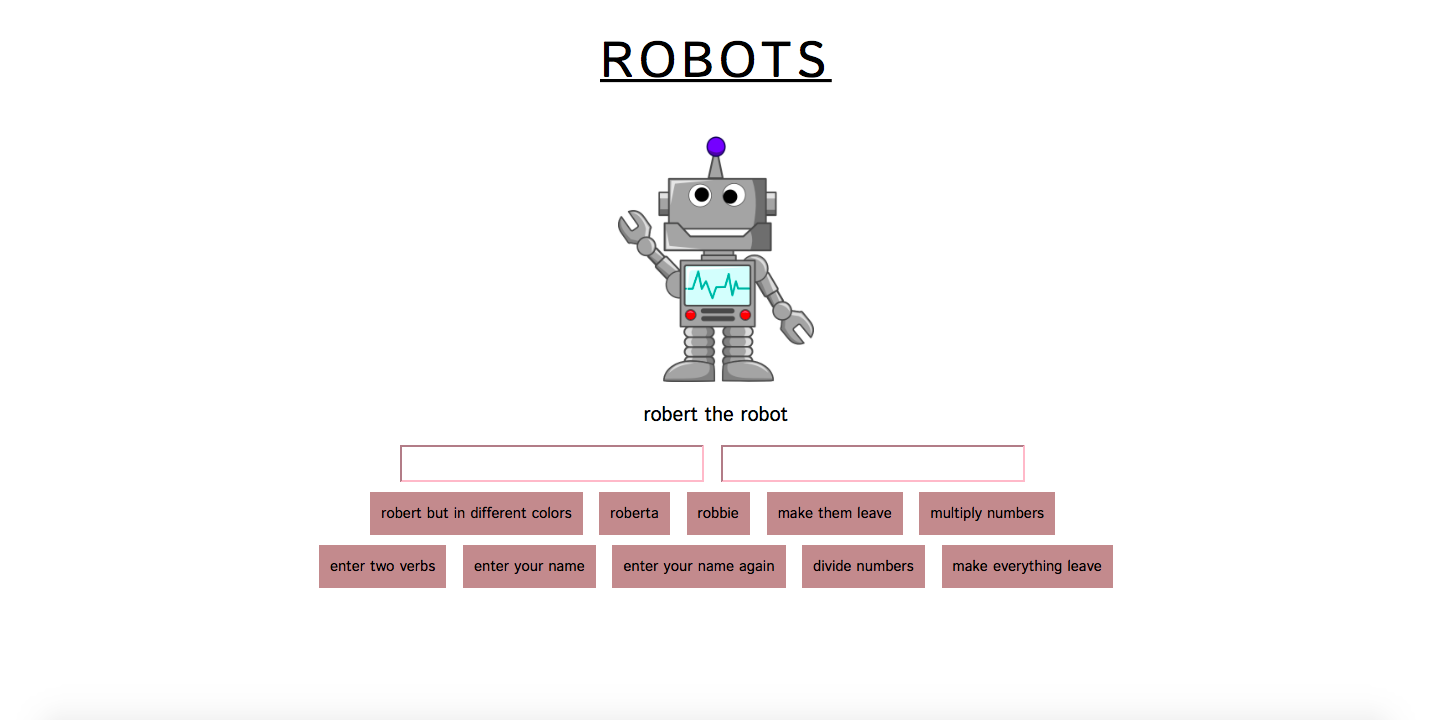 ROBOTS
robert the robot
robert but in different colors roberta robbie make them leave multiply numbers
enter two verbs enter your name enter your name again divide numbers make everything leave